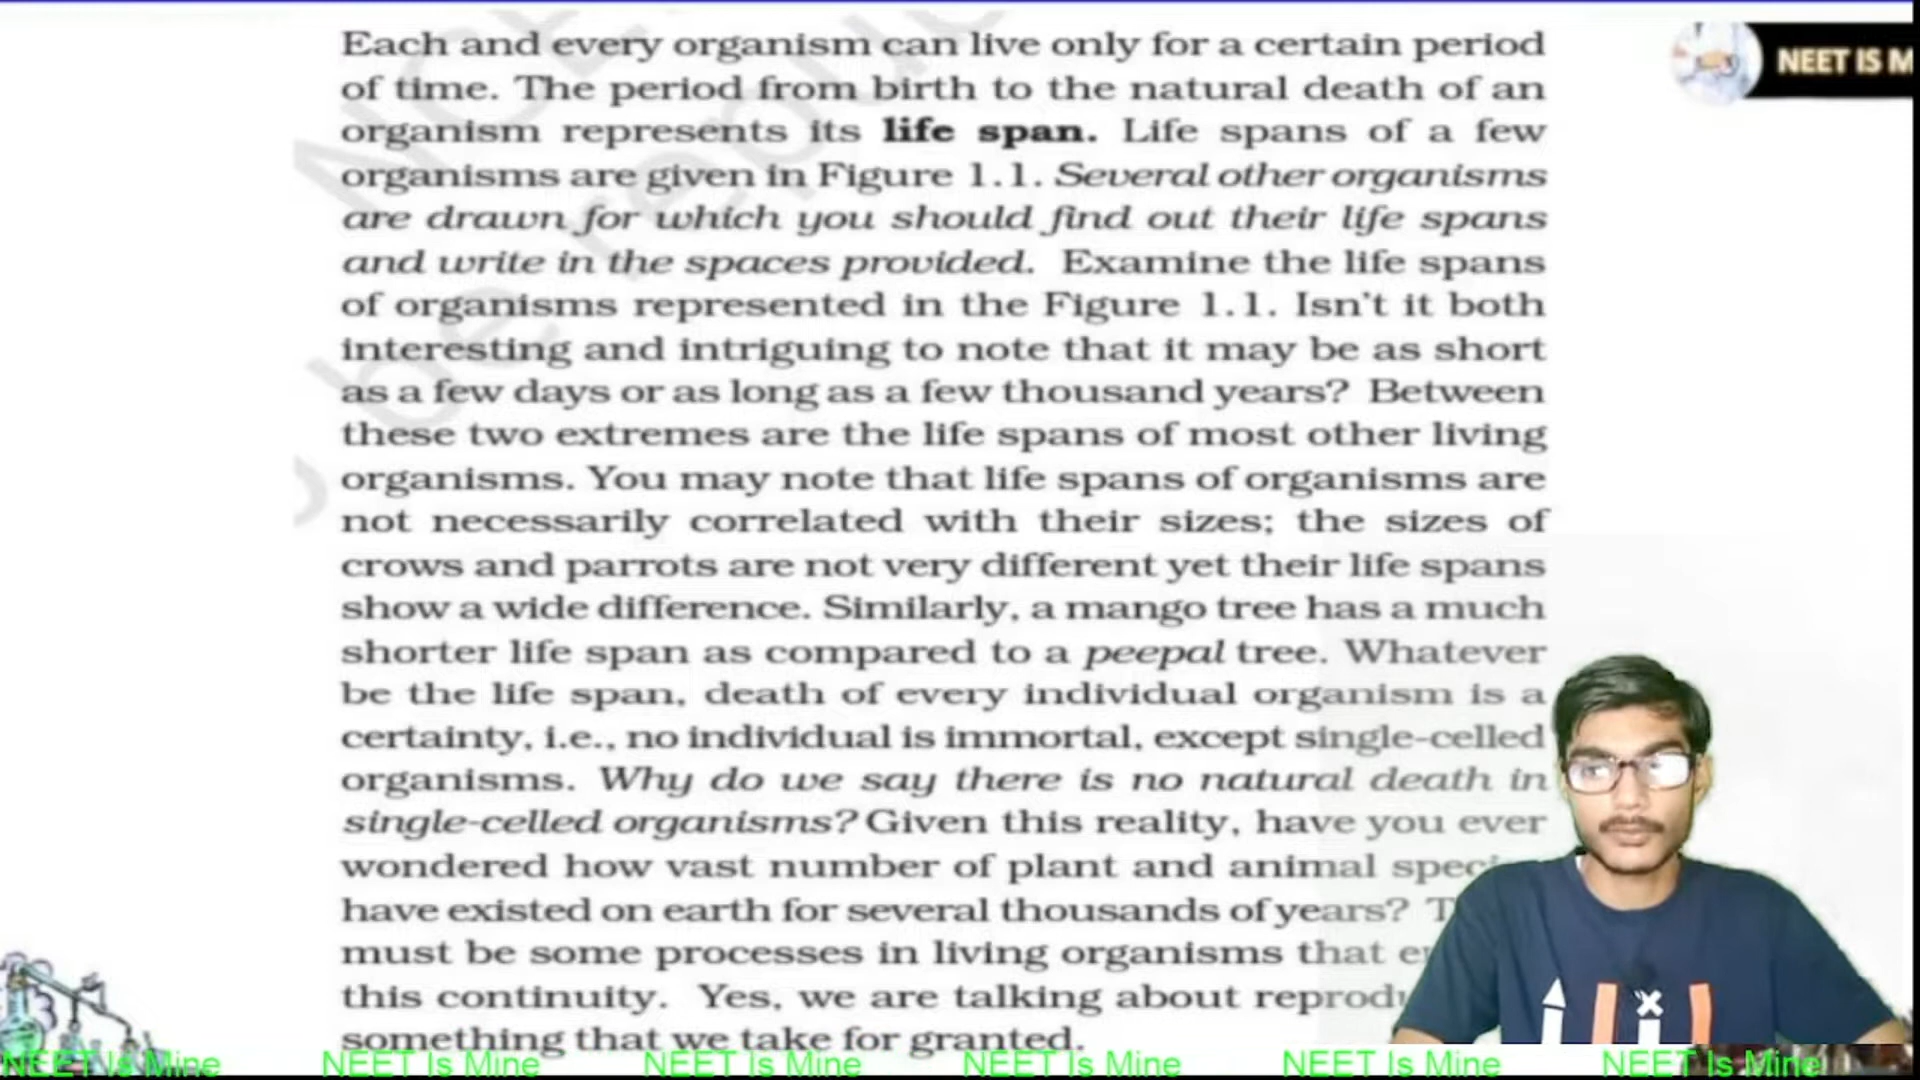 Each and every organism can live only for a certain period
of time. The period from birth to the natural death of an
organism represents its life span. Life spans of a few
organisms are given in Figure 1.1. Several other organisms
are drawn for which you should find out their life spans
and write in the spaces provided. Examine the life spans
of organisms represented in the Figure 1.1. Isn't it both
interesting and intriguing to note that it may be as short
as a few days or as long as a few thousand years? Between
these two extremes are the life spans of most other living
organisms. You may note that life spans of organisms are
not necessarily correlated with their sizes; the sizes of
crows and parrots are not very different yet their life spans
show a wide difference. Similarly, a mango tree has a much
shorter life span as compared to a peepal tree. Whatever
be the life span, death of every individual organism is a
certainty, i.e., no individual is immortal, except single-celled
organisms. Why do we say there is no natural death in
single-celled organisms? Given this reality, have you ever
wondered how vast number of plant and animal
have existed on earth for several thousands of years?
must be some processes in living organisms that
this continuity. Yes, we are talking about
something that we take for granted.
NEET IS M
NEET Is Mine NEET Is Mine NEET Is Mine NEET Is Mine NEET Is Mine NEET Is Mine